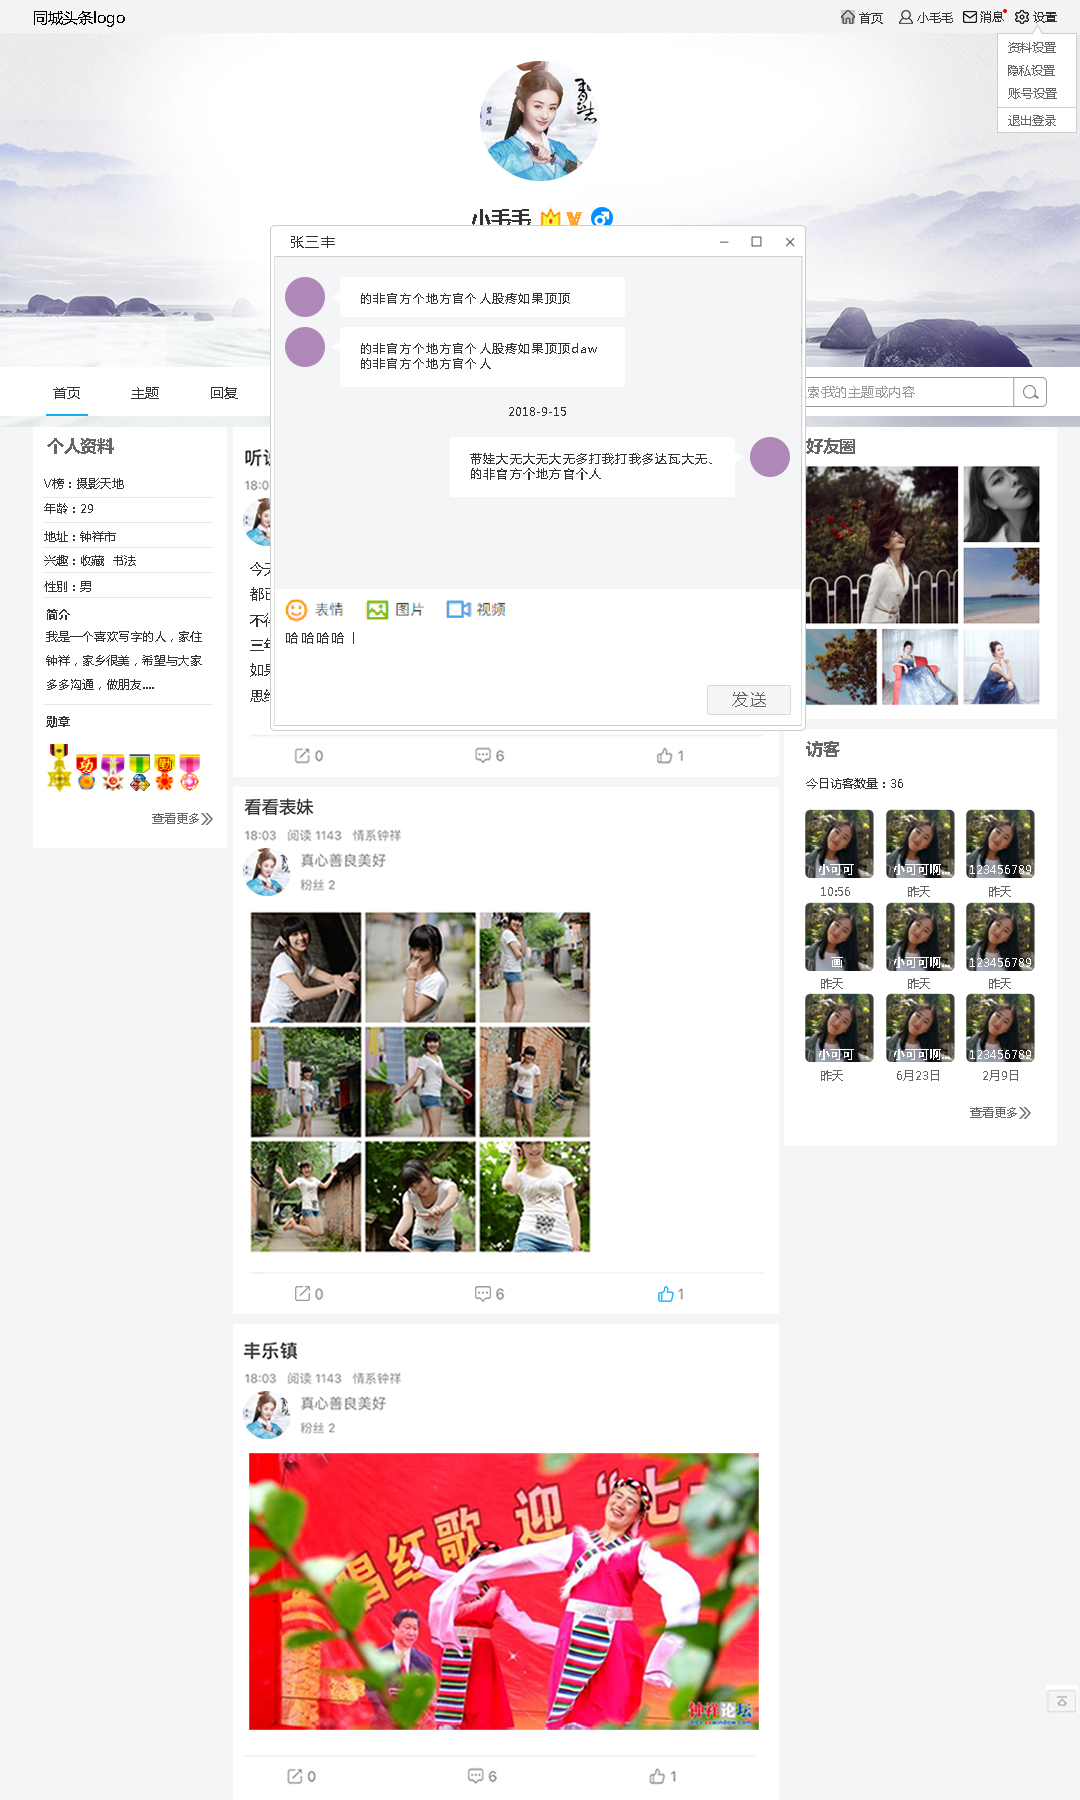 同城头条logo
首页 小毛毛 消息 设置
资料设置
隐私设置
账号设置
退出登录
小毛毛
张三丰
的非官方个地方官个人股疼如果顶顶
的非官方个地方官个人股疼如果顶顶daw
的非官方个地方官个人
2018-9-15
带娃大无大无大无多打我打我多达瓦大无、
的非官方个地方官个人
表情 图片 视频
哈哈哈哈
发送
首页 主题 回复
索我的主题或内容
个人资料
V榜：摄影天地
年龄：29
地址：钟祥市
兴趣：收藏 书法
性别：男
简介
我是一个喜欢写字的人，家住
钟祥，家乡很美，希望与大家
多多沟通，做朋友....
勋章
查看更多
18:0
今天
都已
三年
如果
思绪
0 6 1
看看表妹
18:03 阅读 1143 情系钟祥
真心善良美好
粉丝 2
0 6 1
丰乐镇
18:03 阅读 1143 情系钟祥
真心善良美好
粉丝 2
唱红歌 迎“七一
钟祥论坛
0 6 1
好友圈
访客
今日访客数量：36
小可可 小可可啊... 123456789
10:56 昨天 昨天
画 小可可啊... 123456789
昨天 昨天 昨天
小可可 小可可啊... 123456789
昨天 6月23日 2月9日
查看更多